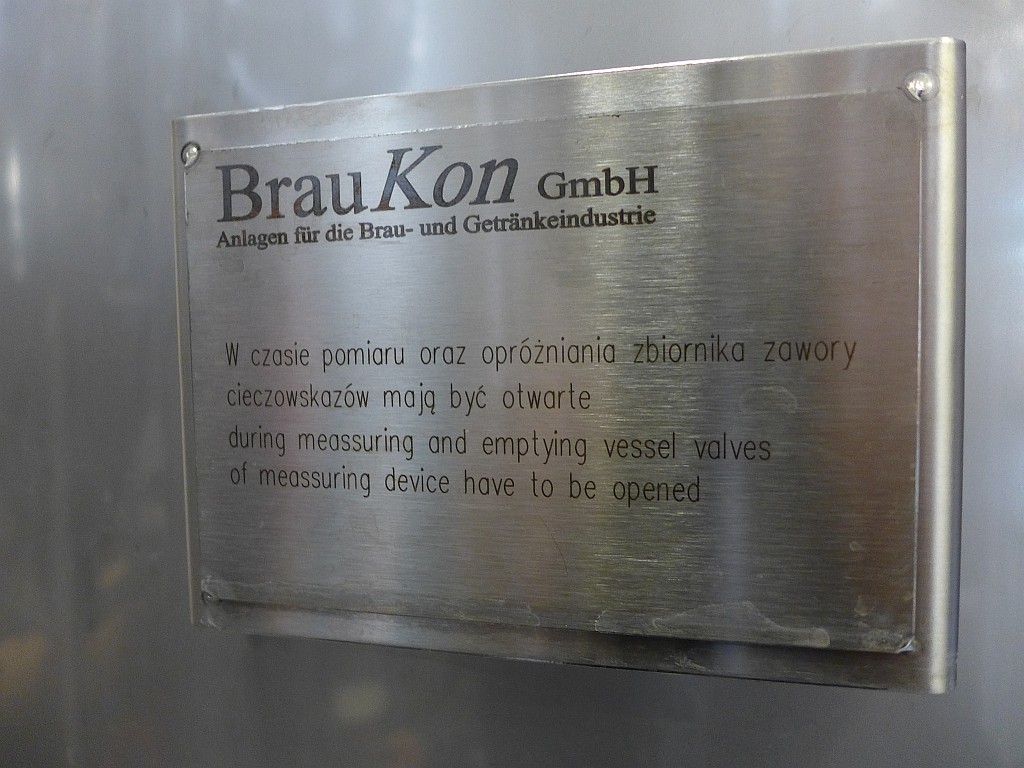 BrauKon GmbH
Anlagen für die Brau- und Getränkeindustrie
W czasie pomiaru oraz opróżniania zbiornika zawory
cieczowskazów mają być otwarte
during meassuring and emptying vessel valves
of meassuring device have to be opened